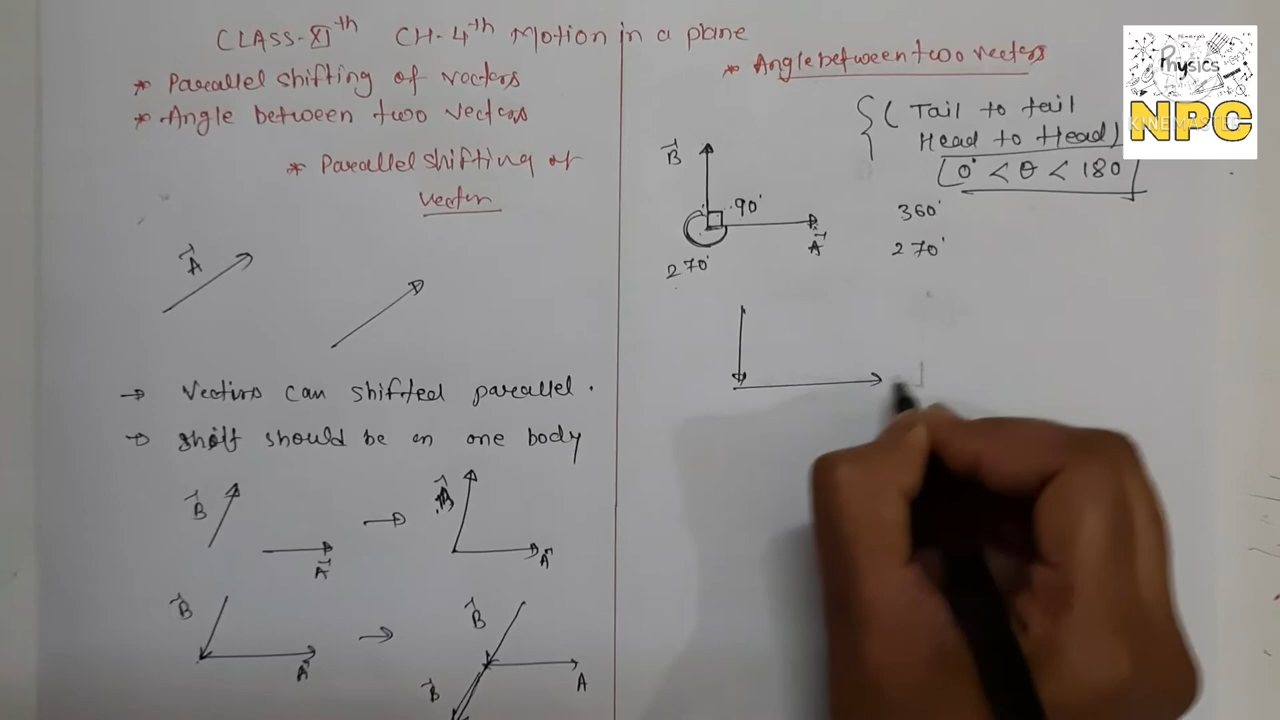 CLASS-XIth CH-4th Motion in a plane
* Parallel shifting of vectors
* Angle between two vectors
* Parallel shifting of vector
A
→ Vectors can shifted parallel.
→ shift should be on one body
B
A
→
B
A
B
A
→
B
A
B
* Angle between two vectors
{ ( Tail to tail
Head to Head)
[0° < θ < 180]
B
90°
A
270°
360°
270°
Physics
NPC
KINEMASTER